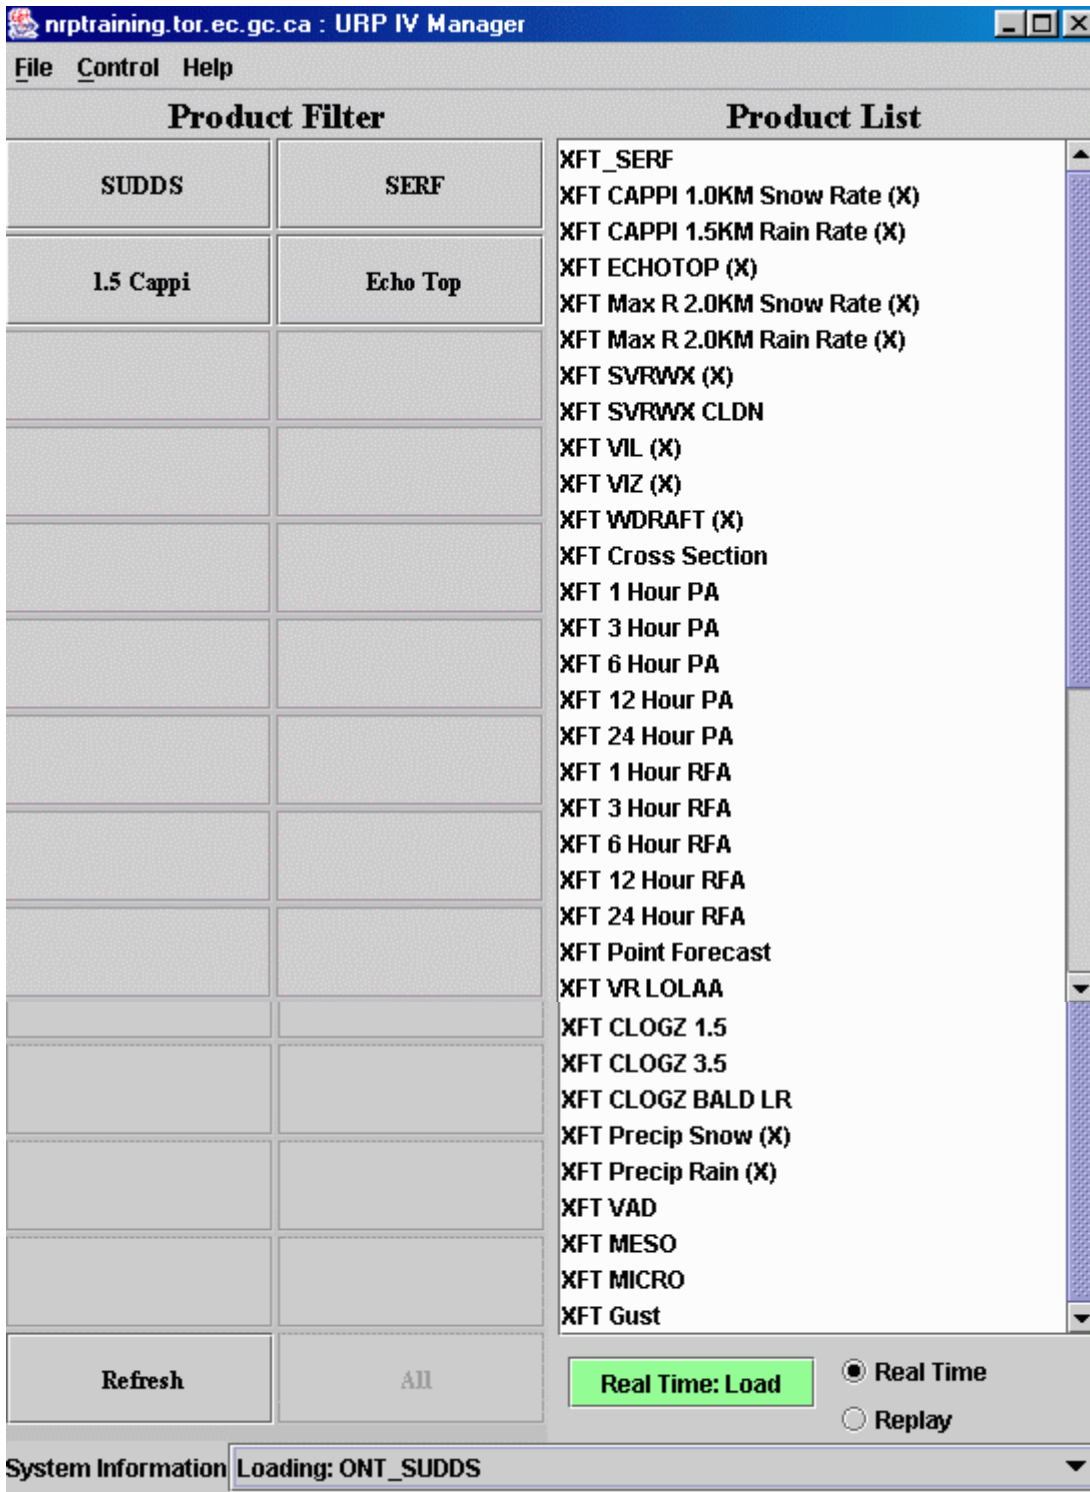 nrptraining.tor.ec.gc.ca : URP IV Manager
File Control Help
Product Filter
SUDDS SERF
1.5 Cappi Echo Top
Refresh All
Product List
XFT_SERF
XFT CAPPI 1.0KM Snow Rate (X)
XFT CAPPI 1.5KM Rain Rate (X)
XFT ECHOTOP (X)
XFT Max R 2.0KM Snow Rate (X)
XFT Max R 2.0KM Rain Rate (X)
XFT SVRWX (X)
XFT SVRWX CLDN
XFT VIL (X)
XFT VIZ (X)
XFT WDRAFT (X)
XFT Cross Section
XFT 1 Hour PA
XFT 3 Hour PA
XFT 6 Hour PA
XFT 12 Hour PA
XFT 24 Hour PA
XFT 1 Hour RFA
XFT 3 Hour RFA
XFT 6 Hour RFA
XFT 12 Hour RFA
XFT 24 Hour RFA
XFT Point Forecast
XFT VR LOLAA
XFT CLOGZ 1.5
XFT CLOGZ 3.5
XFT CLOGZ BALD LR
XFT Precip Snow (X)
XFT Precip Rain (X)
XFT VAD
XFT MESO
XFT MICRO
XFT Gust
Real Time: Load
Real Time
Replay
System Information Loading: ONT_SUDDS